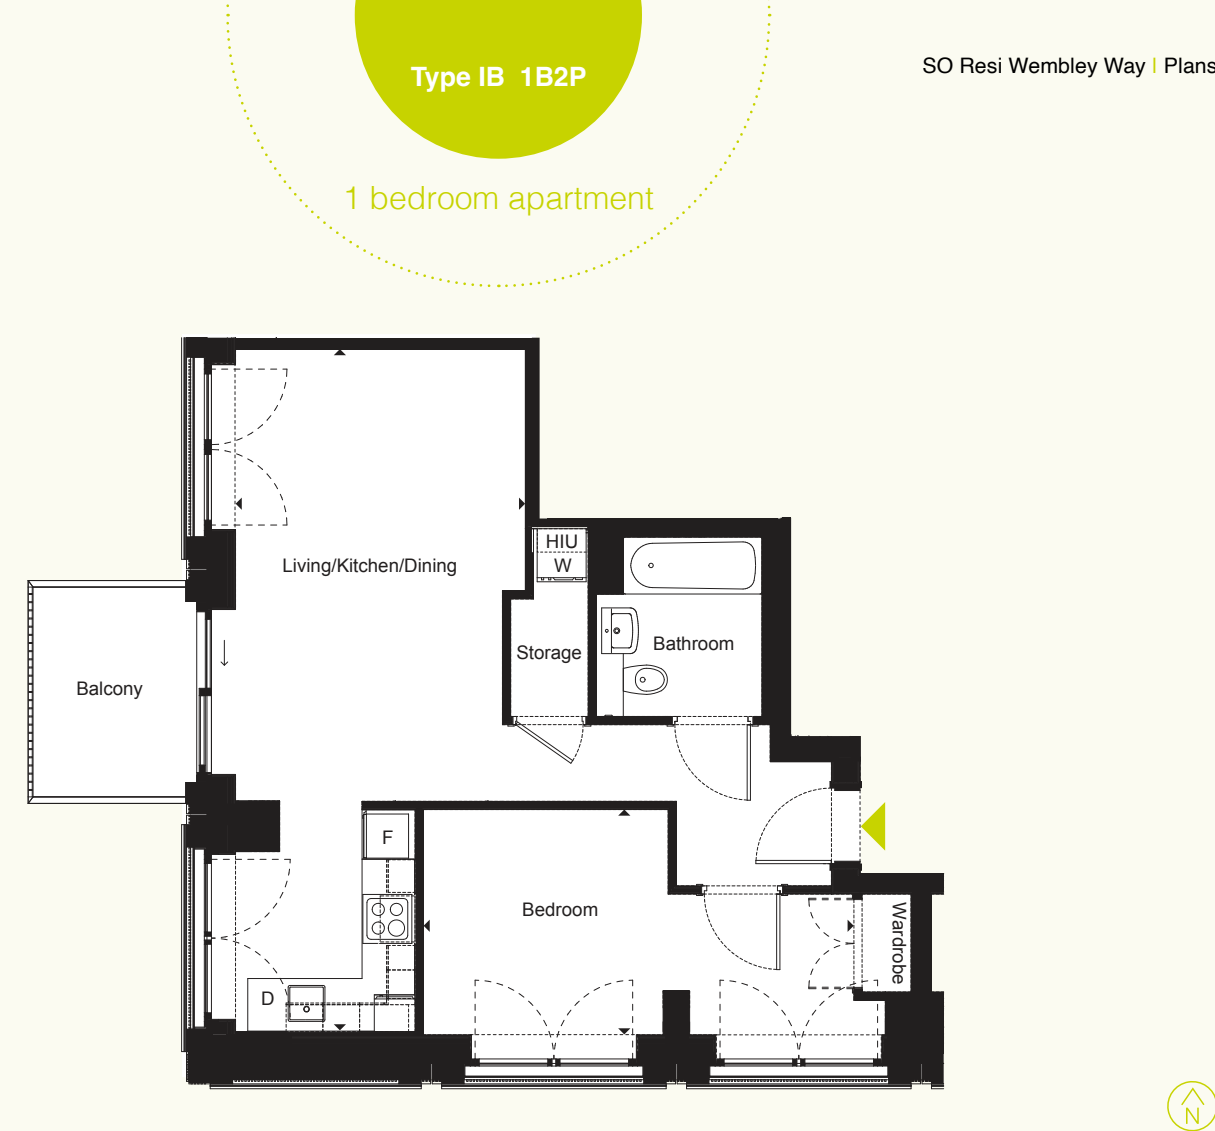 Type IB 1B2P
SO Resi Wembley Way | Plans
1 bedroom apartment
HIU
W
Living/Kitchen/Dining
Bathroom
Storage
Balcony
F
Bedroom
Wardrobe
D
N